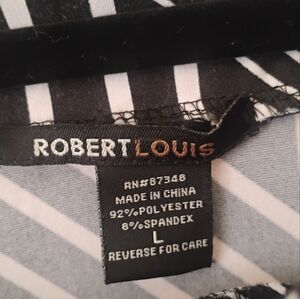 ROBERTLOUIS
RN#87348
MADE IN CHINA
92%POLYESTER
8%SPANDEX
L
REVERSE FOR CARE